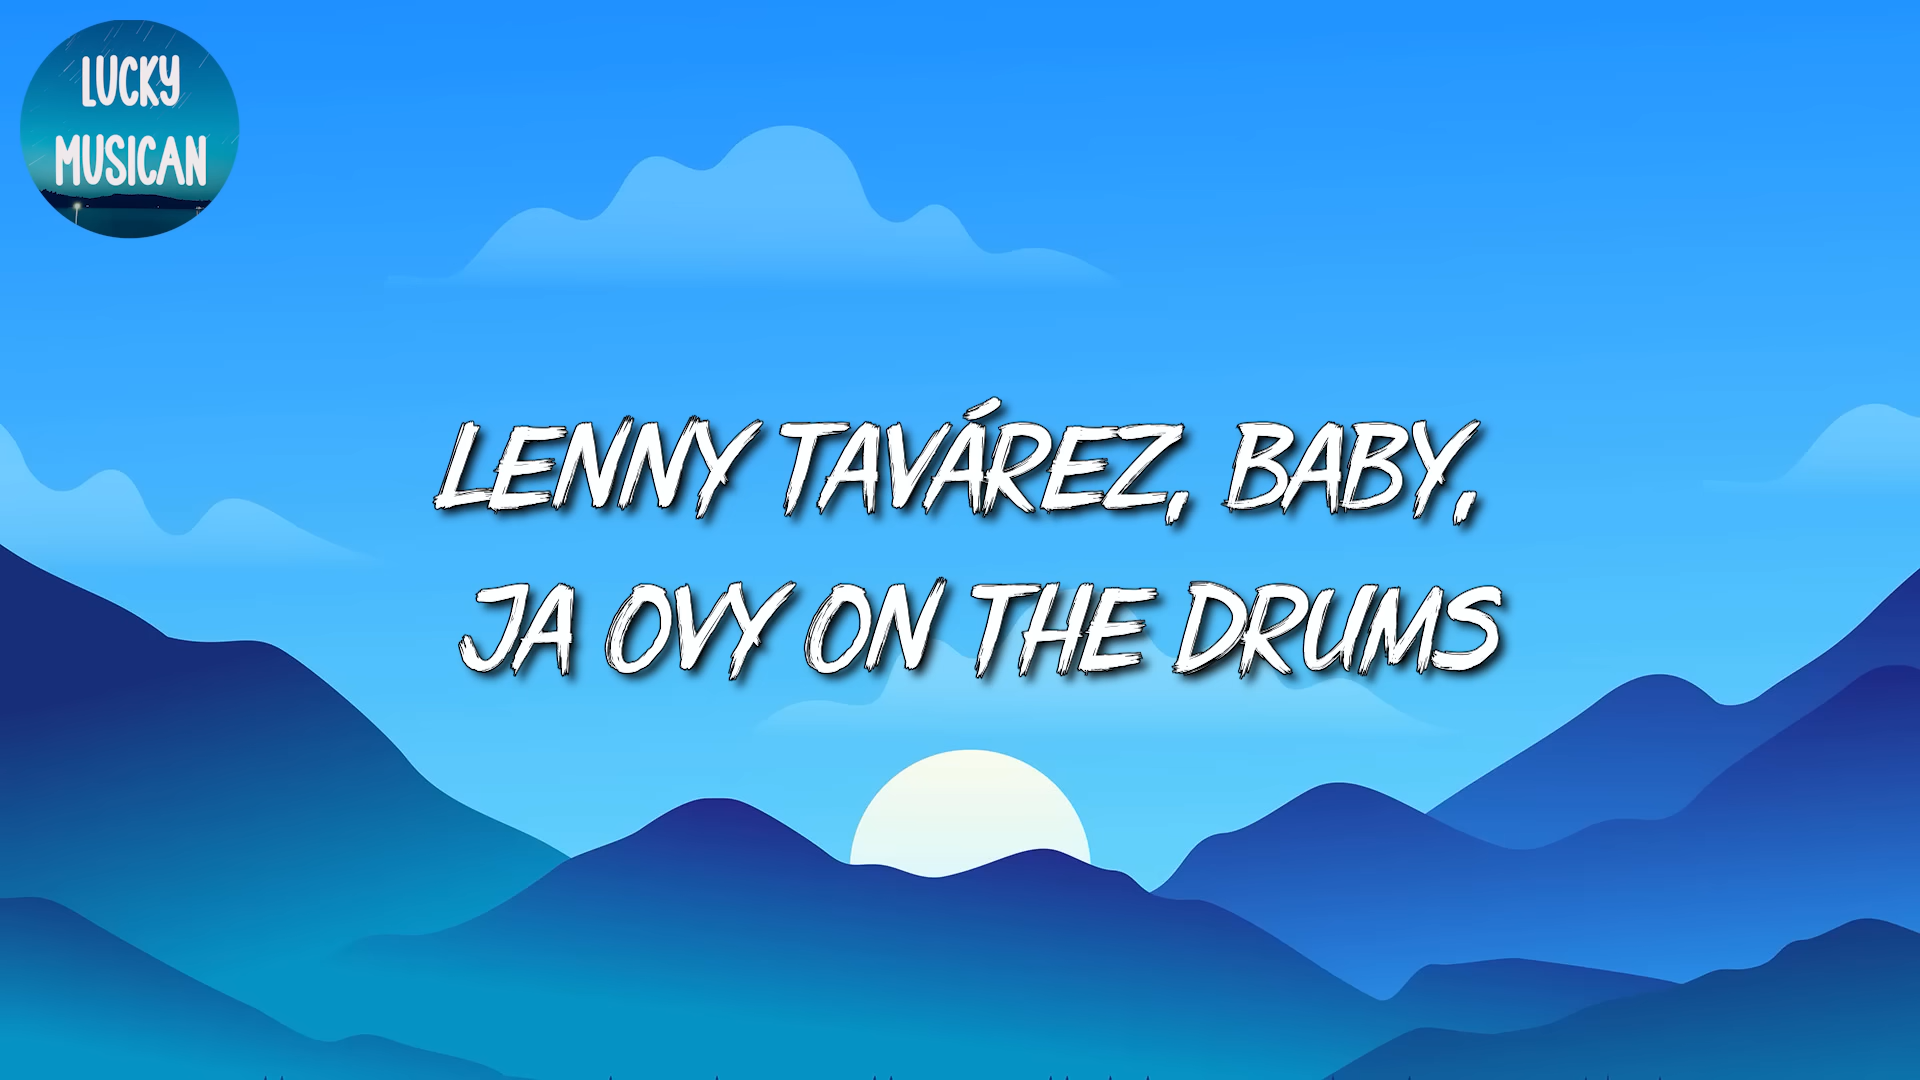 LUCKY
MUSICAN
LENNY TAVÁREZ, BABY,
JA OVY ON THE DRUMS